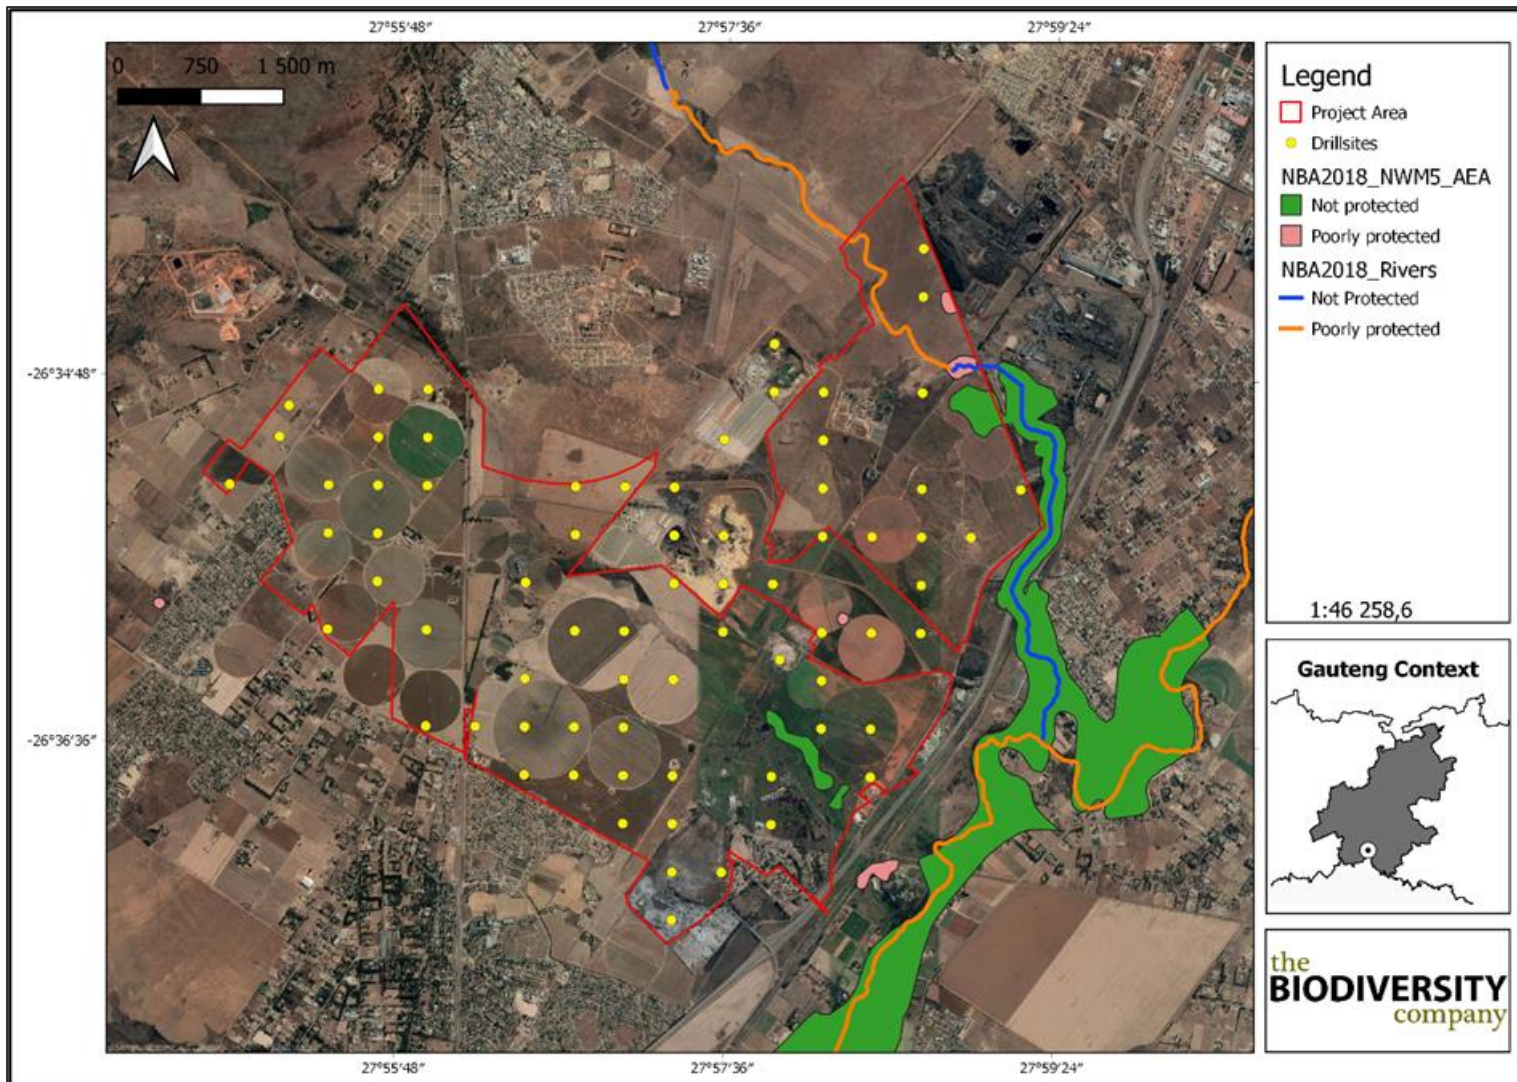 27°55'48" 27°57'36" 27°59'24"
0 750 1 500 m
-26°34'48"
-26°36'36"
27°55'48" 27°57'36" 27°59'24"
Legend
Project Area
Drillsites
NBA2018_NWM5_AEA
Not protected
Poorly protected
NBA2018_Rivers
Not Protected
Poorly protected
1:46 258,6
Gauteng Context
the
BIODIVERSITY
company